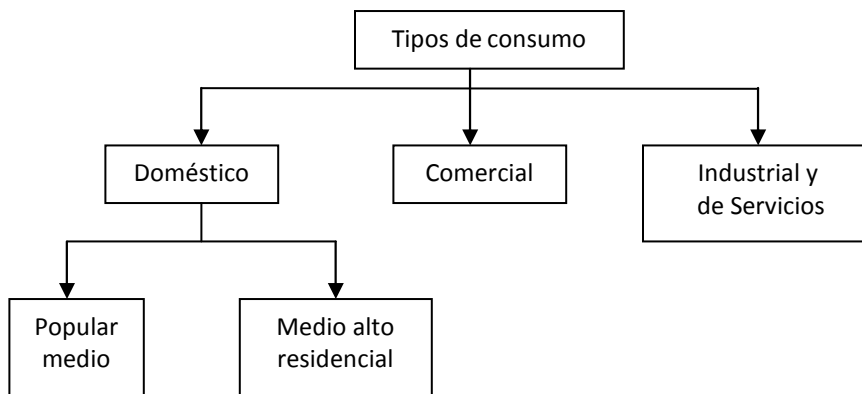 Tipos de consumo
Doméstico
Comercial
Industrial y
de Servicios
Popular
medio
Medio alto
residencial